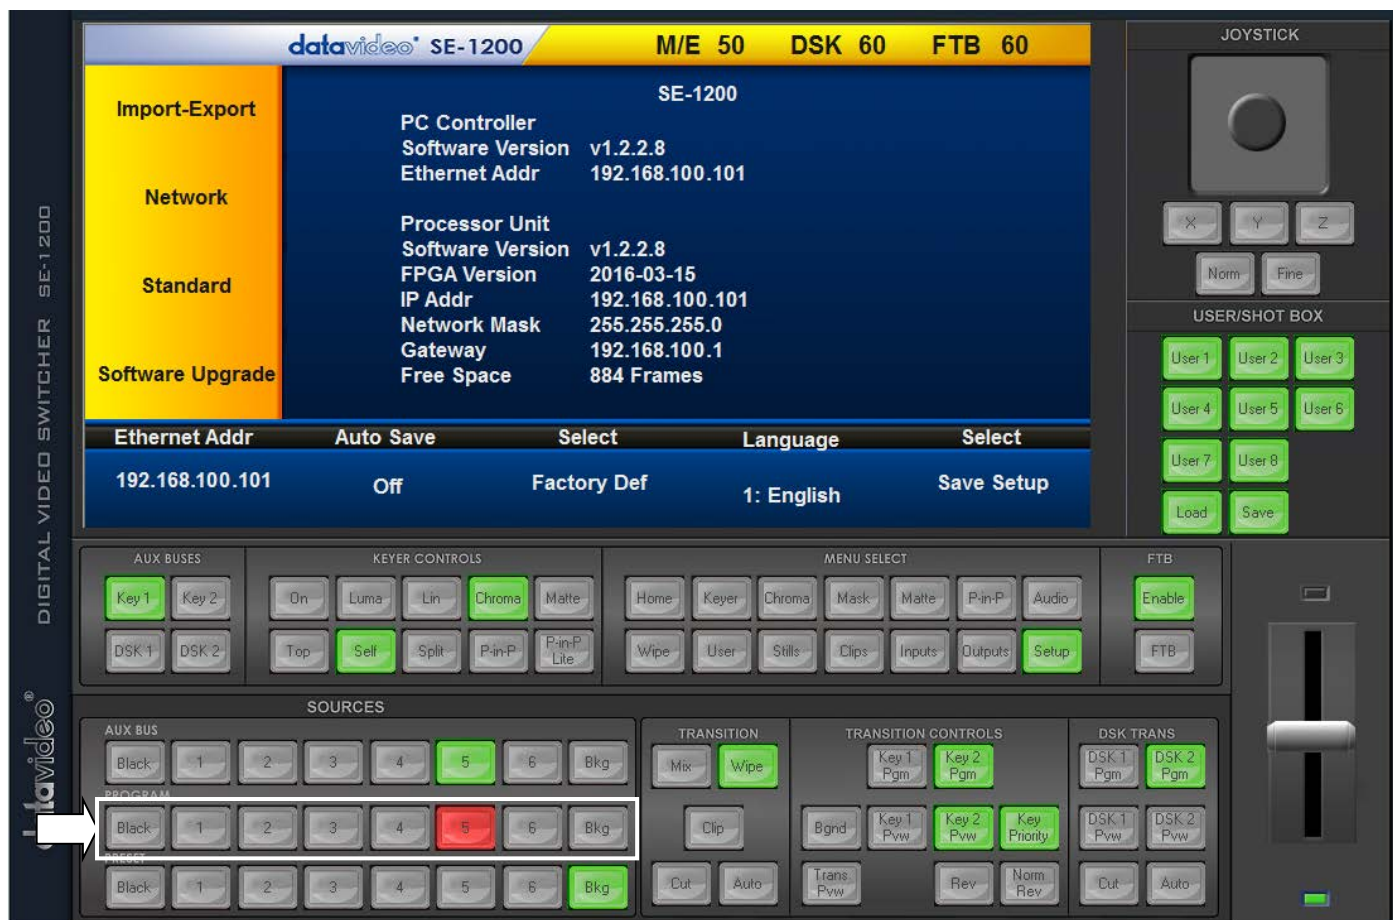 datavideo® SE-1200
M/E 50 DSK 60 FTB 60
Import-Export
Network
Standard
Software Upgrade
SE-1200
PC Controller
Software Version v1.2.2.8
Ethernet Addr 192.168.100.101
Processor Unit
Software Version v1.2.2.8
FPGA Version 2016-03-15
IP Addr 192.168.100.101
Network Mask 255.255.255.0
Gateway 192.168.100.1
Free Space 884 Frames
Ethernet Addr Auto Save Select Language Select
192.168.100.101 Off Factory Def 1: English Save Setup
JOYSTICK
X Y Z
Norm Fine
USER/SHOT BOX
User 1 User 2 User 3
User 4 User 5 User 6
User 7 User 8
Load Save
DIGITAL VIDEO SWITCHER SE-1200
datavideo®
AUX BUSES
Key 1 Key 2
DSK 1 DSK 2
KEYER CONTROLS
On Luma Lin Chroma Matte
Top Self Split P-in-P P-in-P Lite
MENU SELECT
Home Keyer Chroma Mask Matte P-in-P Audio
Wipe User Stills Clips Inputs Outputs Setup
FTB
Enable
FTB
SOURCES
AUX BUS
Black 1 2 3 4 5 6 Bkg
PROGRAM
Black 1 2 3 4 5 6 Bkg
PRESET
Black 1 2 3 4 5 6 Bkg
TRANSITION
Mix Wipe
Clip
Cut Auto
TRANSITION CONTROLS
Key 1 Pgm Key 2 Pgm
Bgnd Key 1 Pvw Key 2 Pvw Key Priority
Trans Pvw Rev Norm Rev
DSK TRANS
DSK 1 Pgm DSK 2 Pgm
DSK 1 Pvw DSK 2 Pvw
Cut Auto